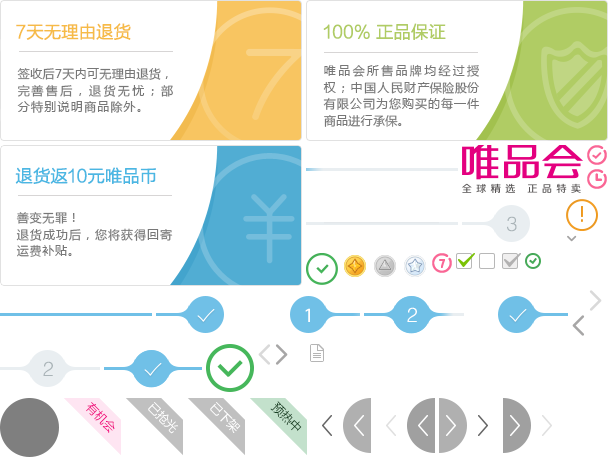 7天无理由退货
签收后7天内可无理由退货，
完善售后，退货无忧；部
分特别说明商品除外。
100% 正品保证
唯品会所售品牌均经过授
权；中国人民财产保险股份
有限公司为您购买的每一件
商品进行承保。
退货返10元唯品币
善变无罪！
退货成功后，您将获得回寄
运费补贴。
7
¥
唯品会
全球精选 正品特卖
3
!
7
1
2
2
有机会
已抢光
已下架
预热中